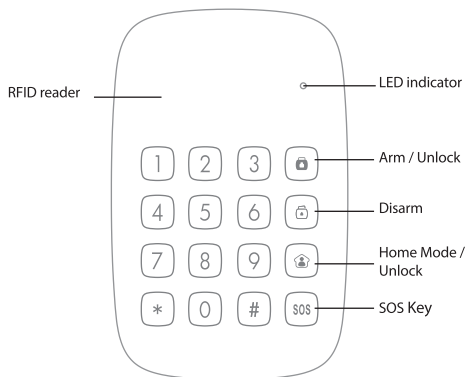 LED indicator
RFID reader
1 2 3
Arm / Unlock
4 5 6
Disarm
7 8 9
Home Mode /
Unlock
* 0 # SOS
SOS Key